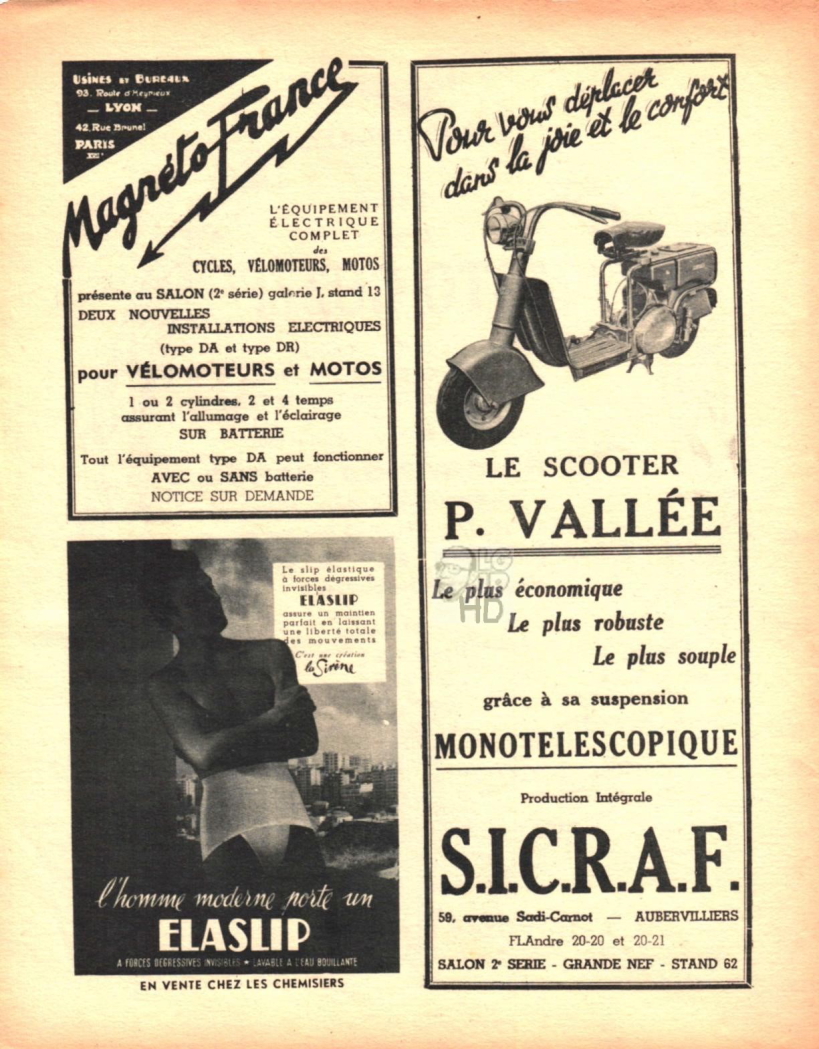 USINES ET BUREAUX
93. Route d'Heyrieux
— LYON —
42, Rue Brunel
PARIS
XVIIe
Magnéto France
L'ÉQUIPEMENT
ÉLECTRIQUE
COMPLET
des
CYCLES, VÉLOMOTEURS, MOTOS
présente au SALON (2e série) galerie J, stand 13
DEUX NOUVELLES
INSTALLATIONS ELECTRIQUES
(type DA et type DR)
pour VÉLOMOTEURS et MOTOS
1 ou 2 cylindres, 2 et 4 temps
assurant l'allumage et l'éclairage
SUR BATTERIE
Tout l'équipement type DA peut fonctionner
AVEC ou SANS batterie
NOTICE SUR DEMANDE
Le slip élastique
à forces dégressives
invisibles
ELASLIP
assure un maintien
parfait en laissant
une liberté totale
des mouvements
C'est une création
la Sirène
l'homme moderne porte un
ELASLIP
A FORCES DEGRESSIVES INVISIBLES • LAVABLE A L'EAU BOUILLANTE
EN VENTE CHEZ LES CHEMISIERS
Pour vous déplacer
dans la joie et le confort
LE SCOOTER
P. VALLÉE
Le plus économique
Le plus robuste
Le plus souple
grâce à sa suspension
MONOTELESCOPIQUE
Production Intégrale
S.I.C.R.A.F.
59, avenue Sadi-Carnot — AUBERVILLIERS
FLAndre 20-20 et 20-21
SALON 2e SERIE - GRANDE NEF - STAND 62
HD